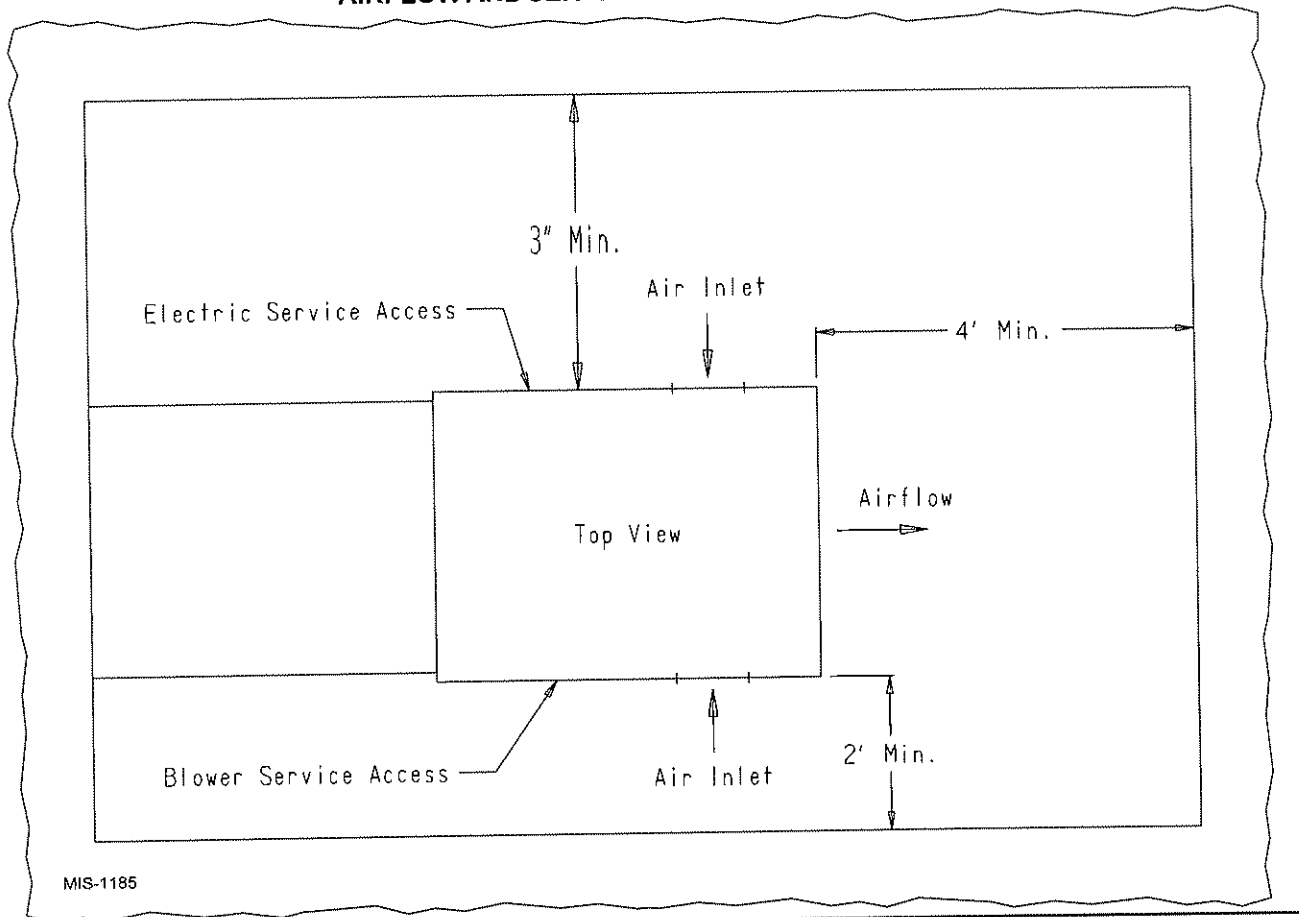 3" Min.
Air Inlet
Electric Service Access
4' Min.
Airflow
Top View
2' Min.
Blower Service Access
Air Inlet
MIS-1185